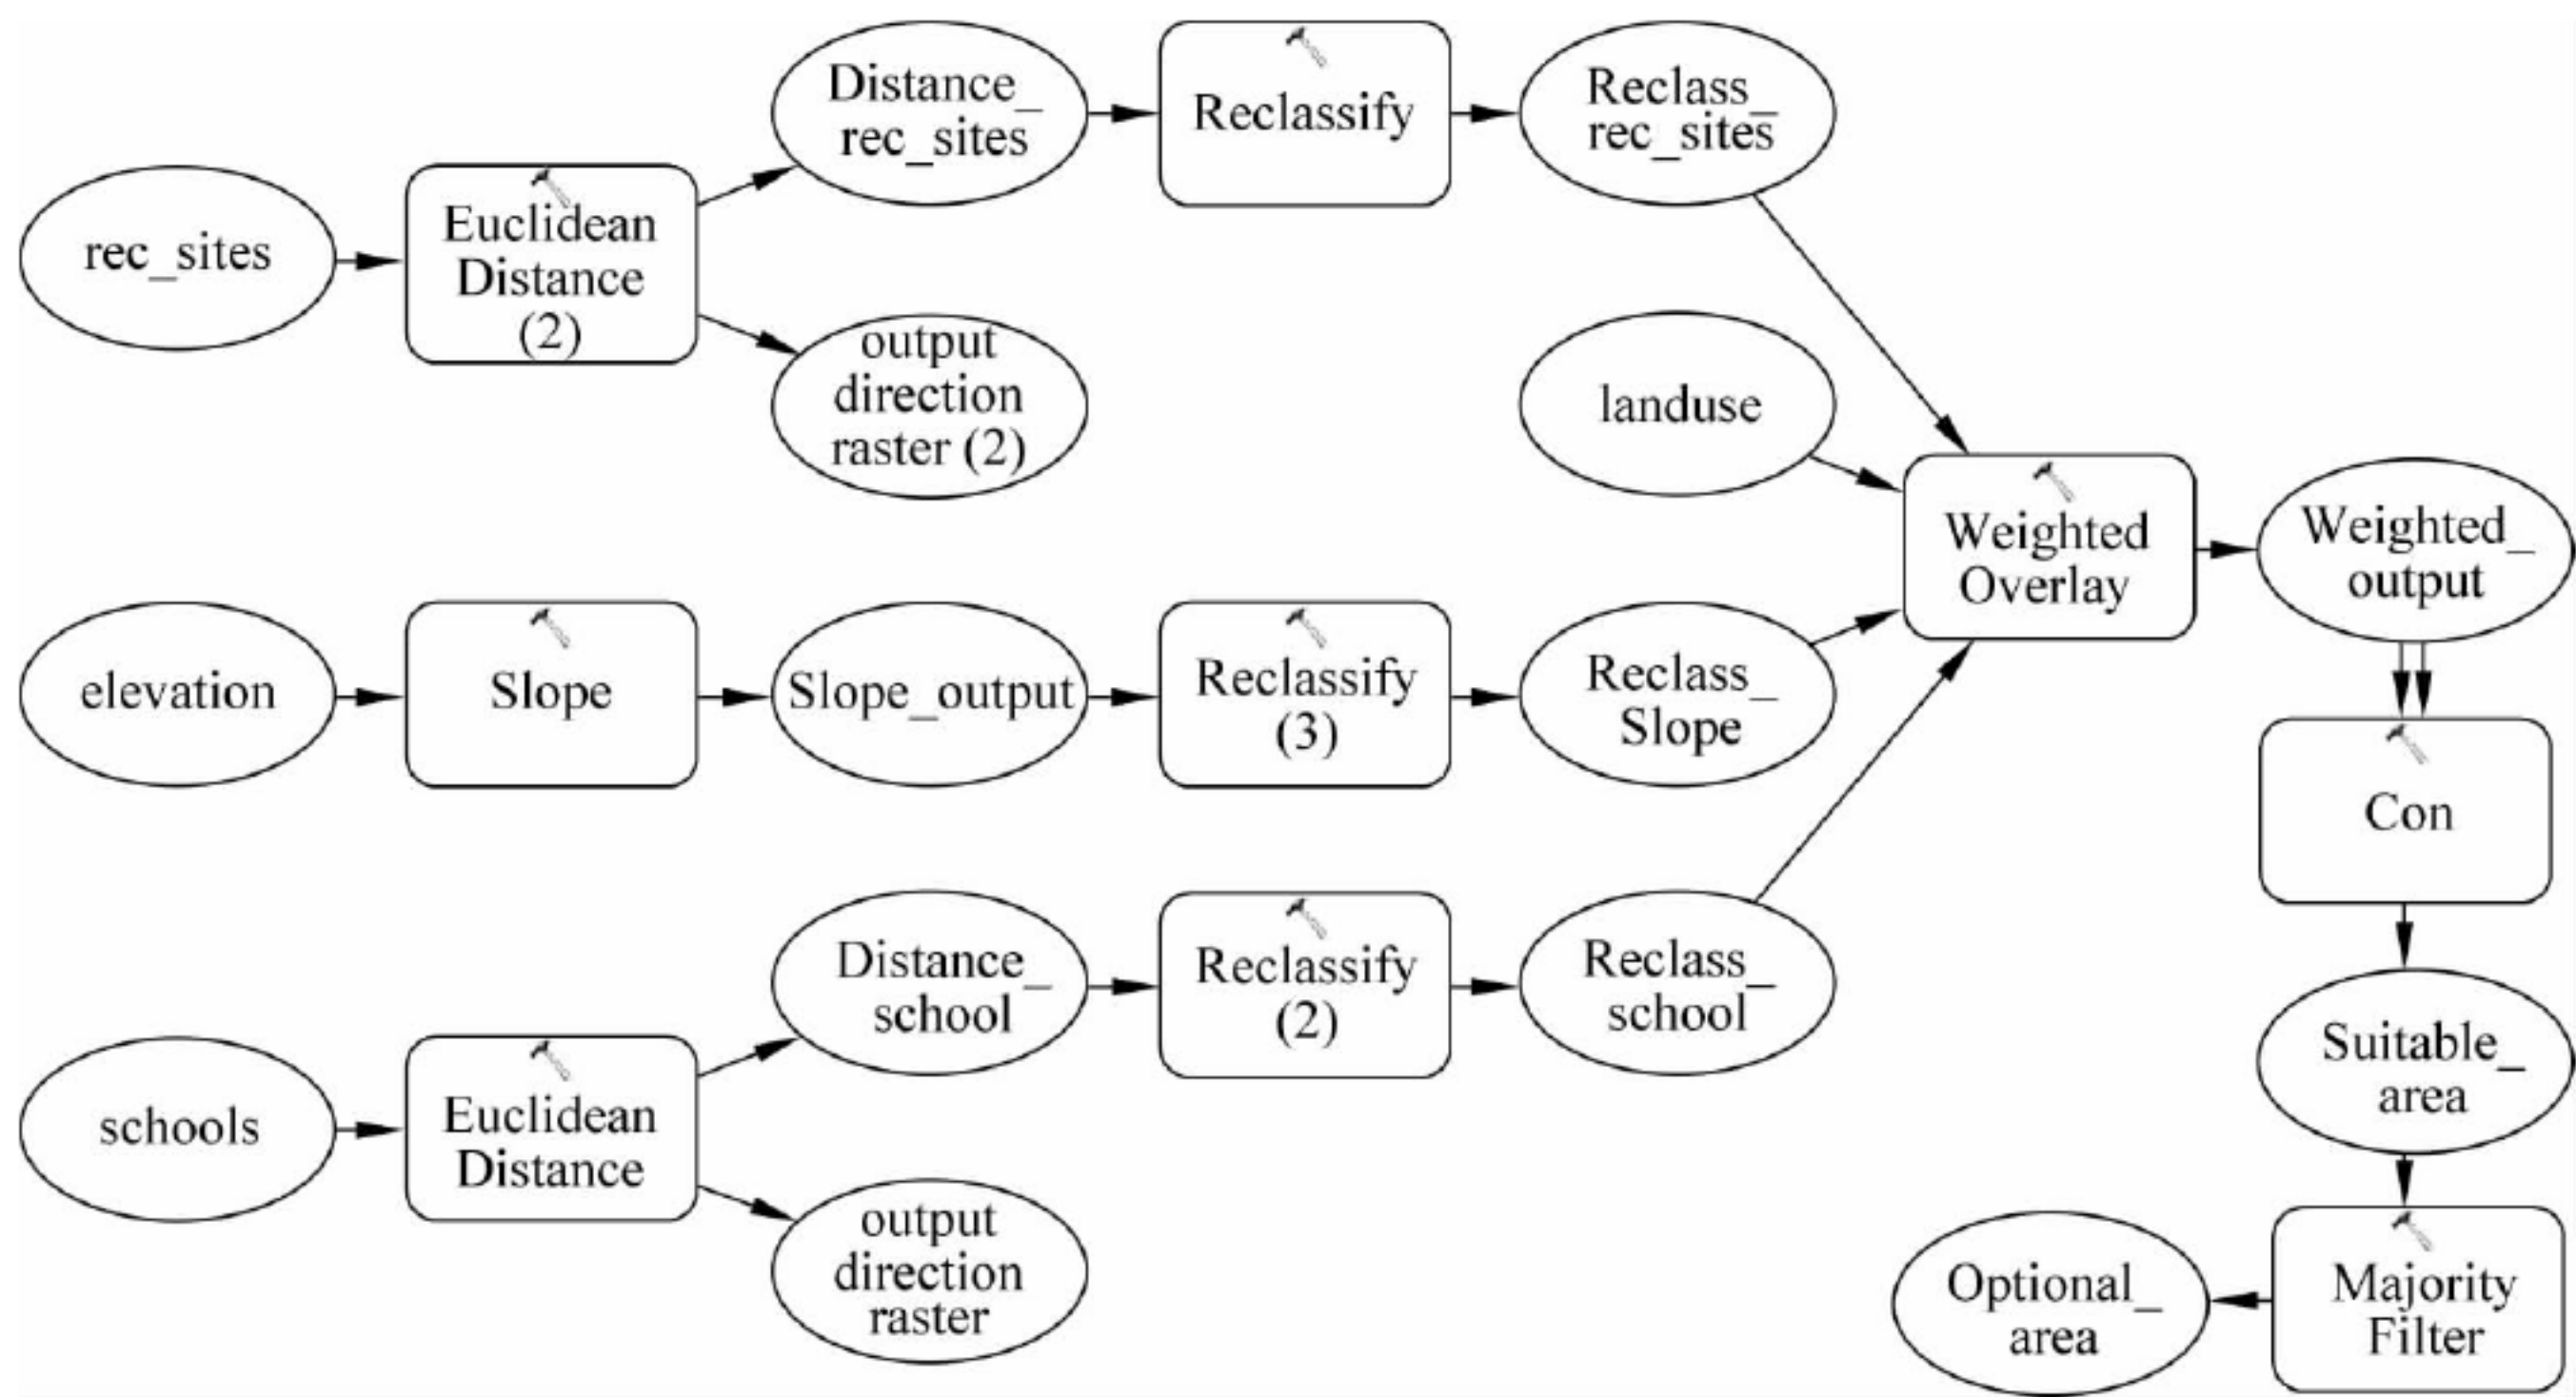 Distance_
rec_sites
Reclassify
Reclass_
rec_sites
rec_sites
Euclidean
Distance
(2)
output
direction
raster (2)
landuse
Weighted
Overlay
Weighted_
output
elevation
Slope
Slope_output
Reclassify
(3)
Reclass_
Slope
Con
Distance_
school
Reclassify
(2)
Reclass_
school
Suitable_
area
schools
Euclidean
Distance
output
direction
raster
Optional_
area
Majority
Filter